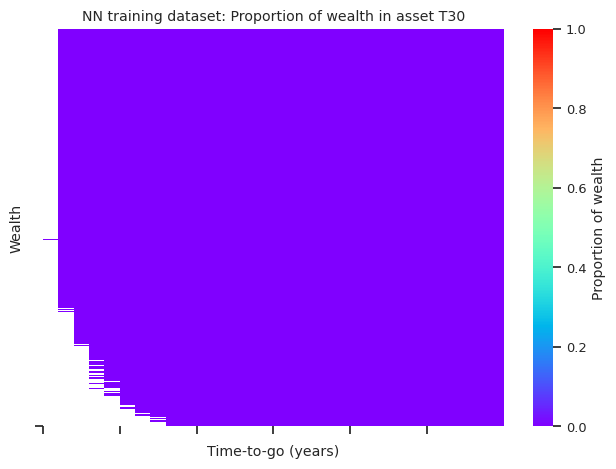 NN training dataset: Proportion of wealth in asset T30
Wealth
Time-to-go (years)
1.0
0.8
0.6
0.4
0.2
0.0
Proportion of wealth